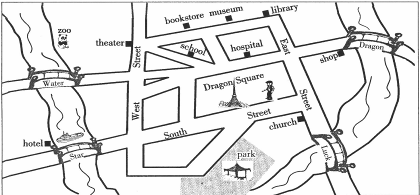 bookstore museum library
zoo
theater
Street
school
hospital
East
Dragon
shop
Water
Dragon Square
West
Street
Street
South
church
hotel
Star
Luck
park